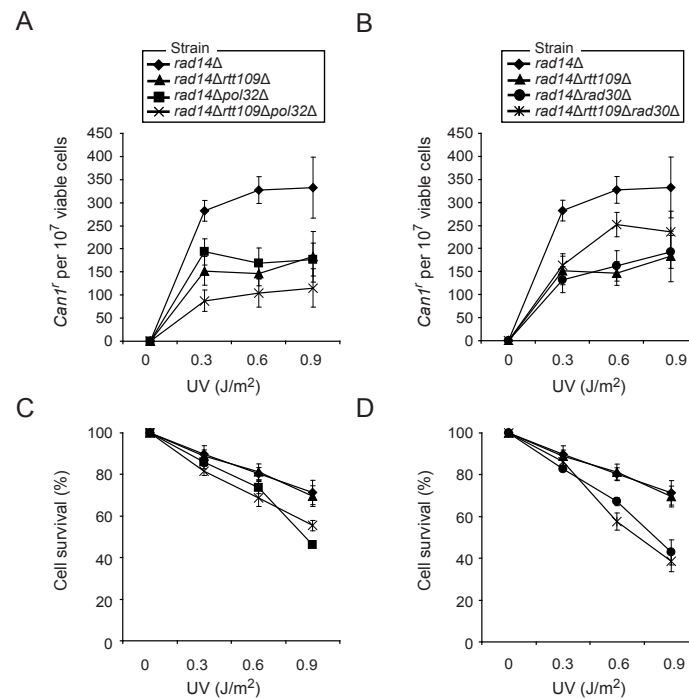 A
Strain
rad14Δ
rad14Δrtt109Δ
rad14Δpol32Δ
rad14Δrtt109Δpol32Δ
Can1ʳ per 10⁷ viable cells
450
400
350
300
250
200
150
100
50
0
0 0.3 0.6 0.9
UV (J/m²)
B
Strain
rad14Δ
rad14Δrtt109Δ
rad14Δrad30Δ
rad14Δrtt109Δrad30Δ
Can1ʳ per 10⁷ viable cells
450
400
350
300
250
200
150
100
50
0
0 0.3 0.6 0.9
UV (J/m²)
C
Cell survival (%)
100
80
60
40
20
0
0 0.3 0.6 0.9
UV (J/m²)
D
Cell survival (%)
100
80
60
40
20
0
0 0.3 0.6 0.9
UV (J/m²)